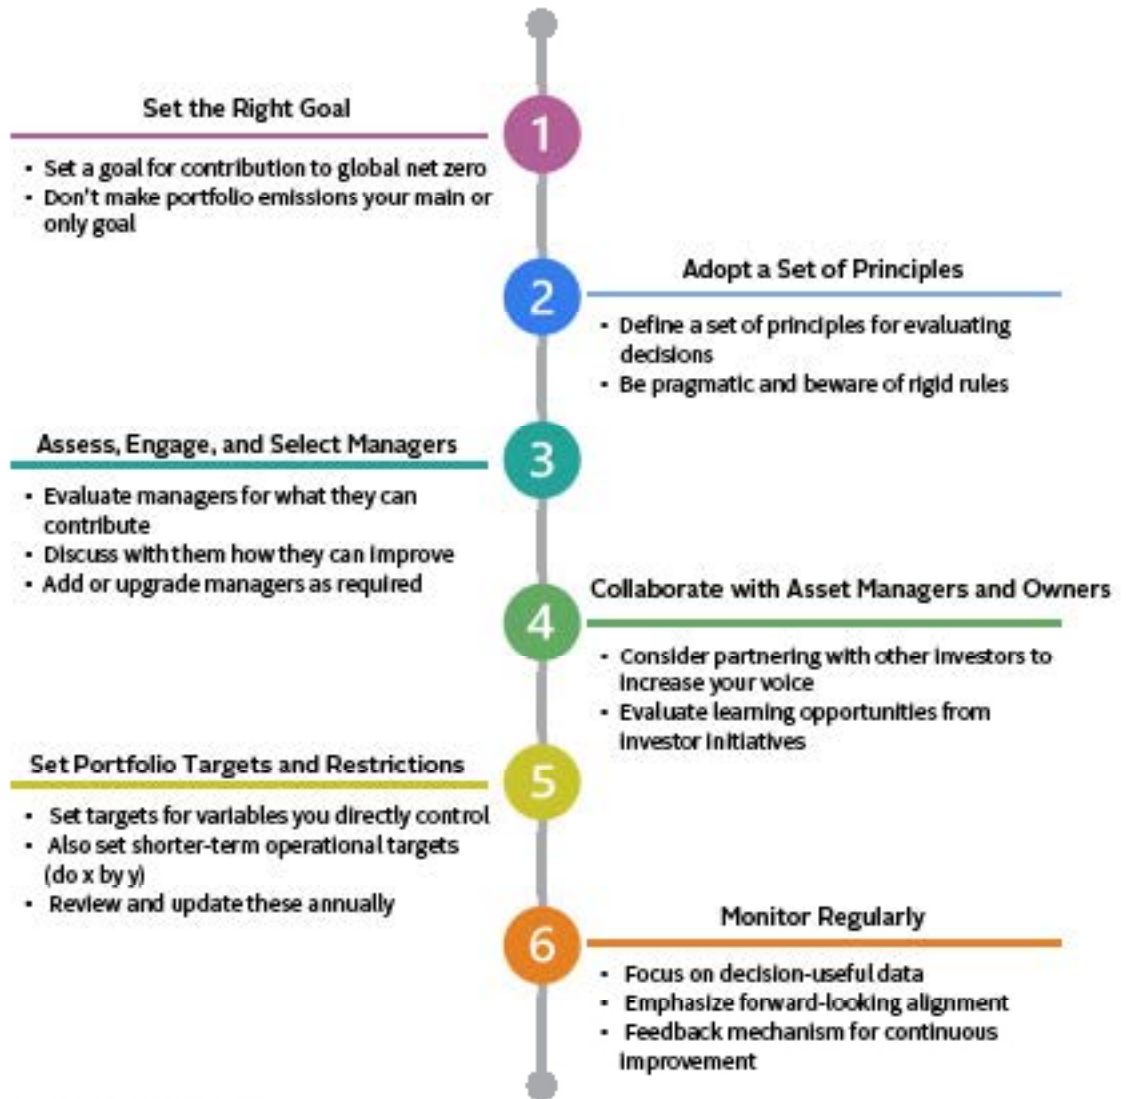 Set the Right Goal
1
• Set a goal for contribution to global net zero
• Don't make portfolio emissions your main or
only goal
Adopt a Set of Principles
2
• Define a set of principles for evaluating
decisions
• Be pragmatic and beware of rigid rules
Assess, Engage, and Select Managers
3
• Evaluate managers for what they can
contribute
• Discuss with them how they can improve
• Add or upgrade managers as required
Collaborate with Asset Managers and Owners
4
• Consider partnering with other investors to
increase your voice
• Evaluate learning opportunities from
investor initiatives
Set Portfolio Targets and Restrictions
5
• Set targets for variables you directly control
• Also set shorter-term operational targets
(do x by y)
• Review and update these annually
Monitor Regularly
6
• Focus on decision-useful data
• Emphasize forward-looking alignment
• Feedback mechanism for continuous
improvement